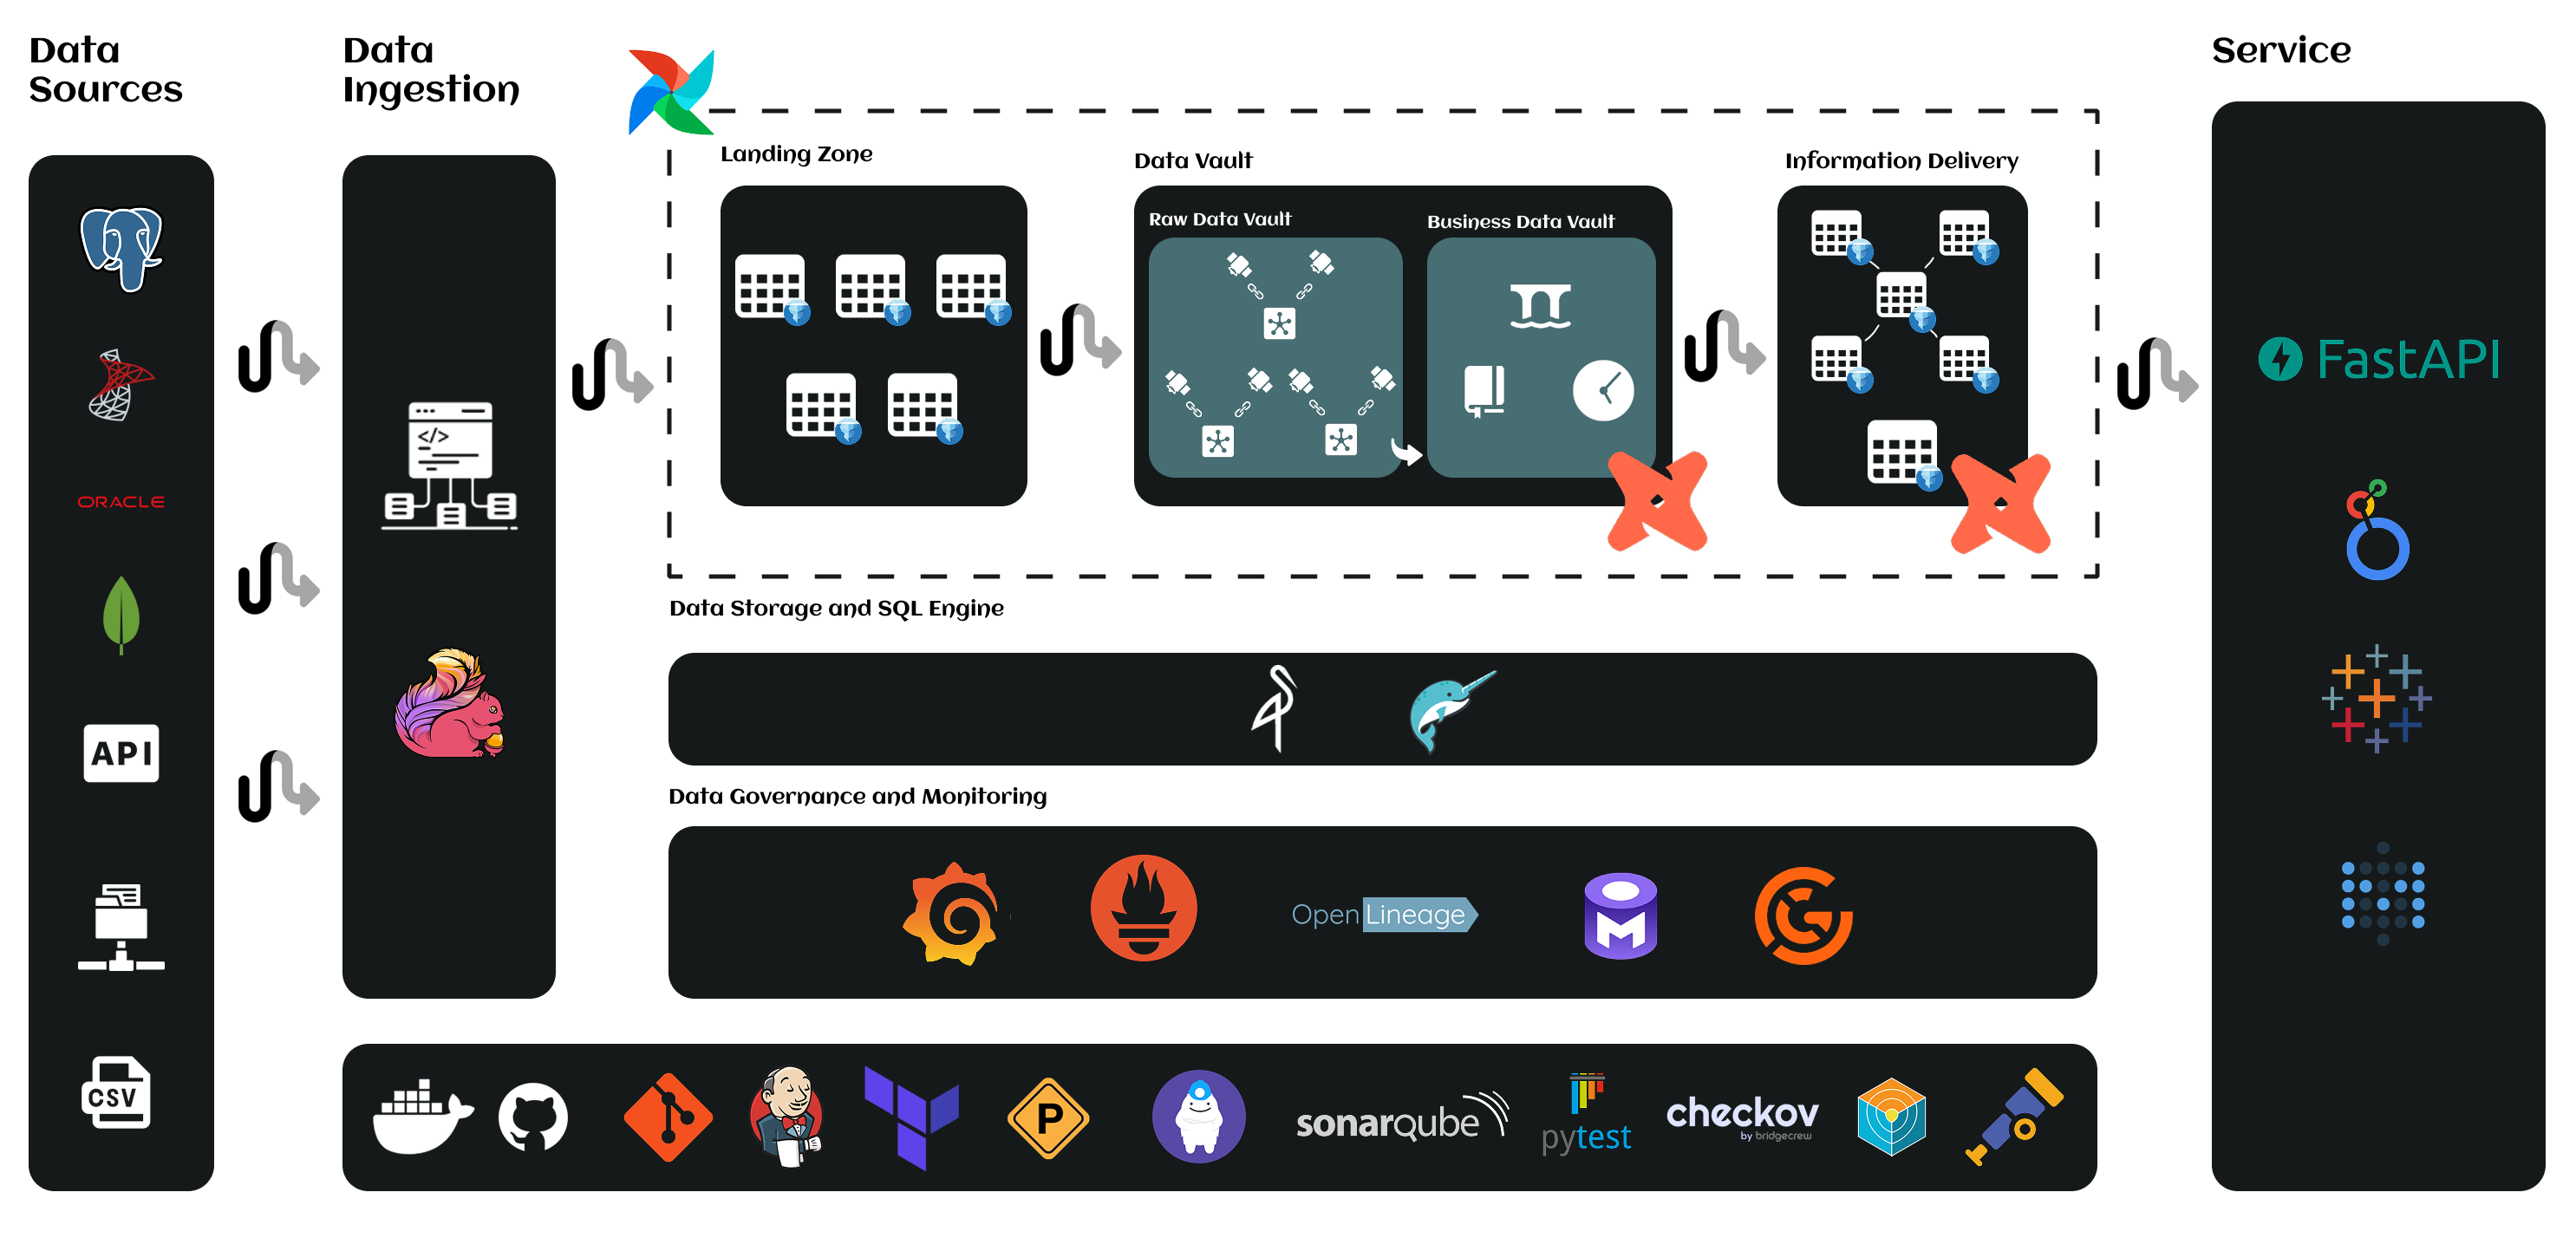 Data
Sources
Data
Ingestion
Service
Landing Zone
Data Vault
Information Delivery
Raw Data Vault
Business Data Vault
</>
ORACLE
API
CSV
FastAPI
Data Storage and SQL Engine
Data Governance and Monitoring
OpenLineage
M
P
sonarqube
pytest
checkov
by bridgecrew